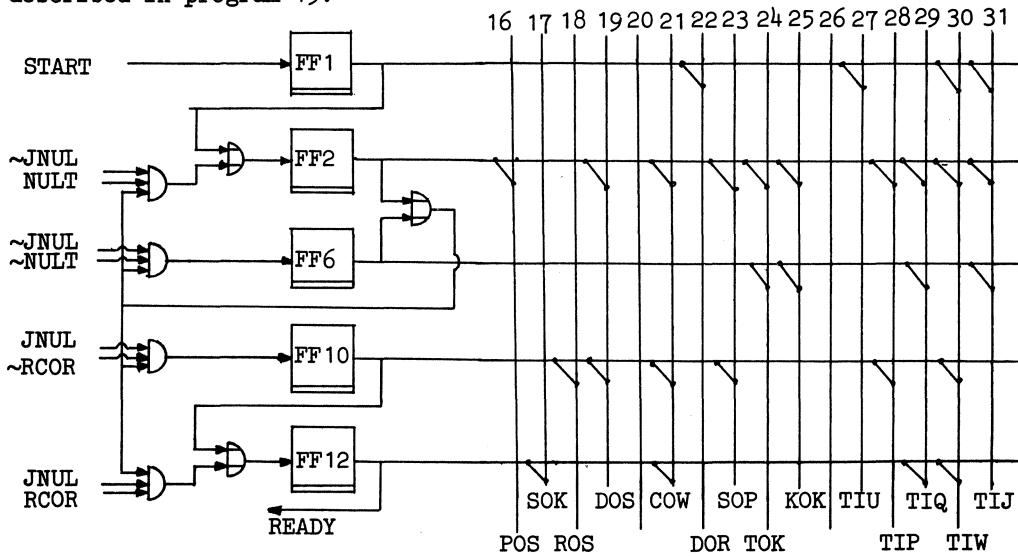 described in program 49.
16 17 18 19 20 21 22 23 24 25 26 27 28 29 30 31
START
FF1
~JNUL
NULT
FF2
~JNUL
~NULT
FF6
JNUL
~RCOR
FF10
JNUL
RCOR
FF12
READY
SOK DOS COW SOP KOK TIU TIQ TIJ
POS ROS DOR TOK TIP TIW